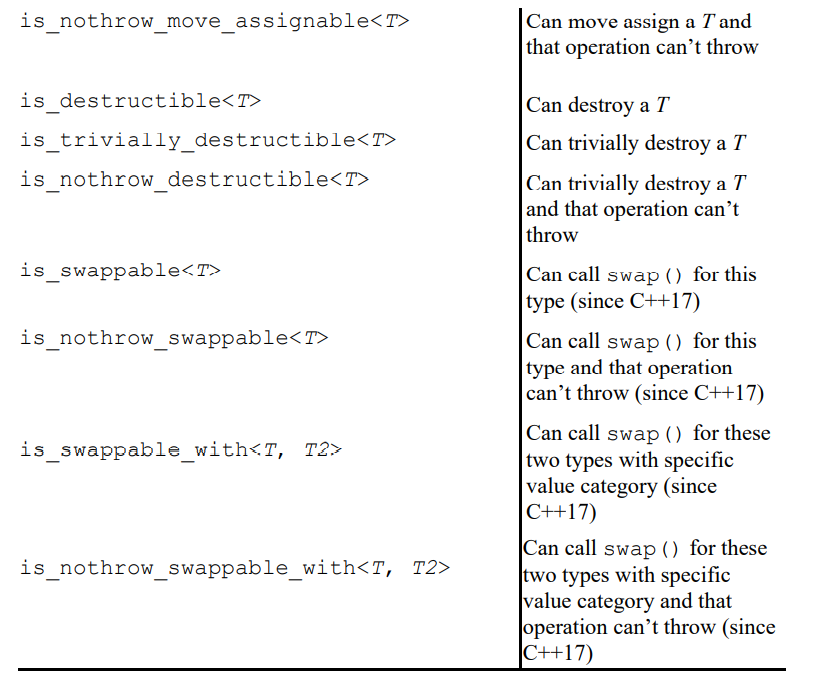 is_nothrow_move_assignable<T>
Can move assign a T and
that operation can’t throw
is_destructible<T>
Can destroy a T
is_trivially_destructible<T>
Can trivially destroy a T
is_nothrow_destructible<T>
Can trivially destroy a T
and that operation can’t
throw
is_swappable<T>
Can call swap() for this
type (since C++17)
is_nothrow_swappable<T>
Can call swap() for this
type and that operation
can’t throw (since C++17)
is_swappable_with<T, T2>
Can call swap() for these
two types with specific
value category (since
C++17)
is_nothrow_swappable_with<T, T2>
Can call swap() for these
two types with specific
value category and that
operation can’t throw (since
C++17)